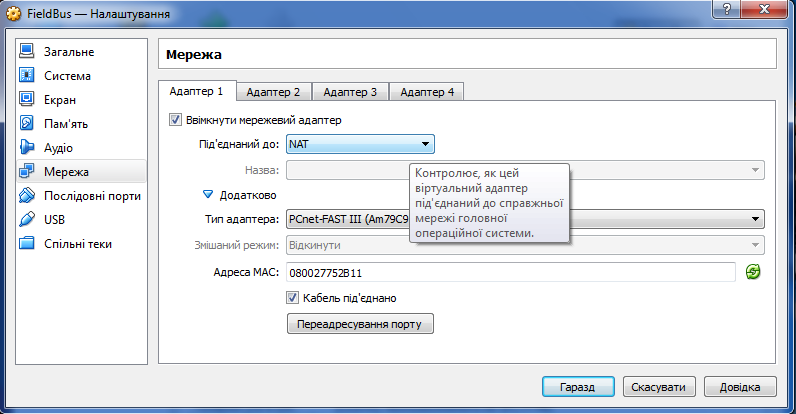 FieldBus — Налаштування
Загальне
Система
Екран
Пам'ять
Аудіо
Мережа
Послідовні порти
USB
Спільні теки
Мережа
Адаптер 1
Адаптер 2
Адаптер 3
Адаптер 4
Ввімкнути мережевий адаптер
Під'єднаний до: NAT
Назва:
Контролює, як цей
віртуальний адаптер
під'єднаний до справжньої
мережі головної
операційної системи.
Додатково
Тип адаптера: PCnet-FAST III (Am79C9
Змішаний режим: Відкинути
Адреса MAC: 080027752B11
Кабель під'єднано
Переадресування порту
Гаразд
Скасувати
Довідка